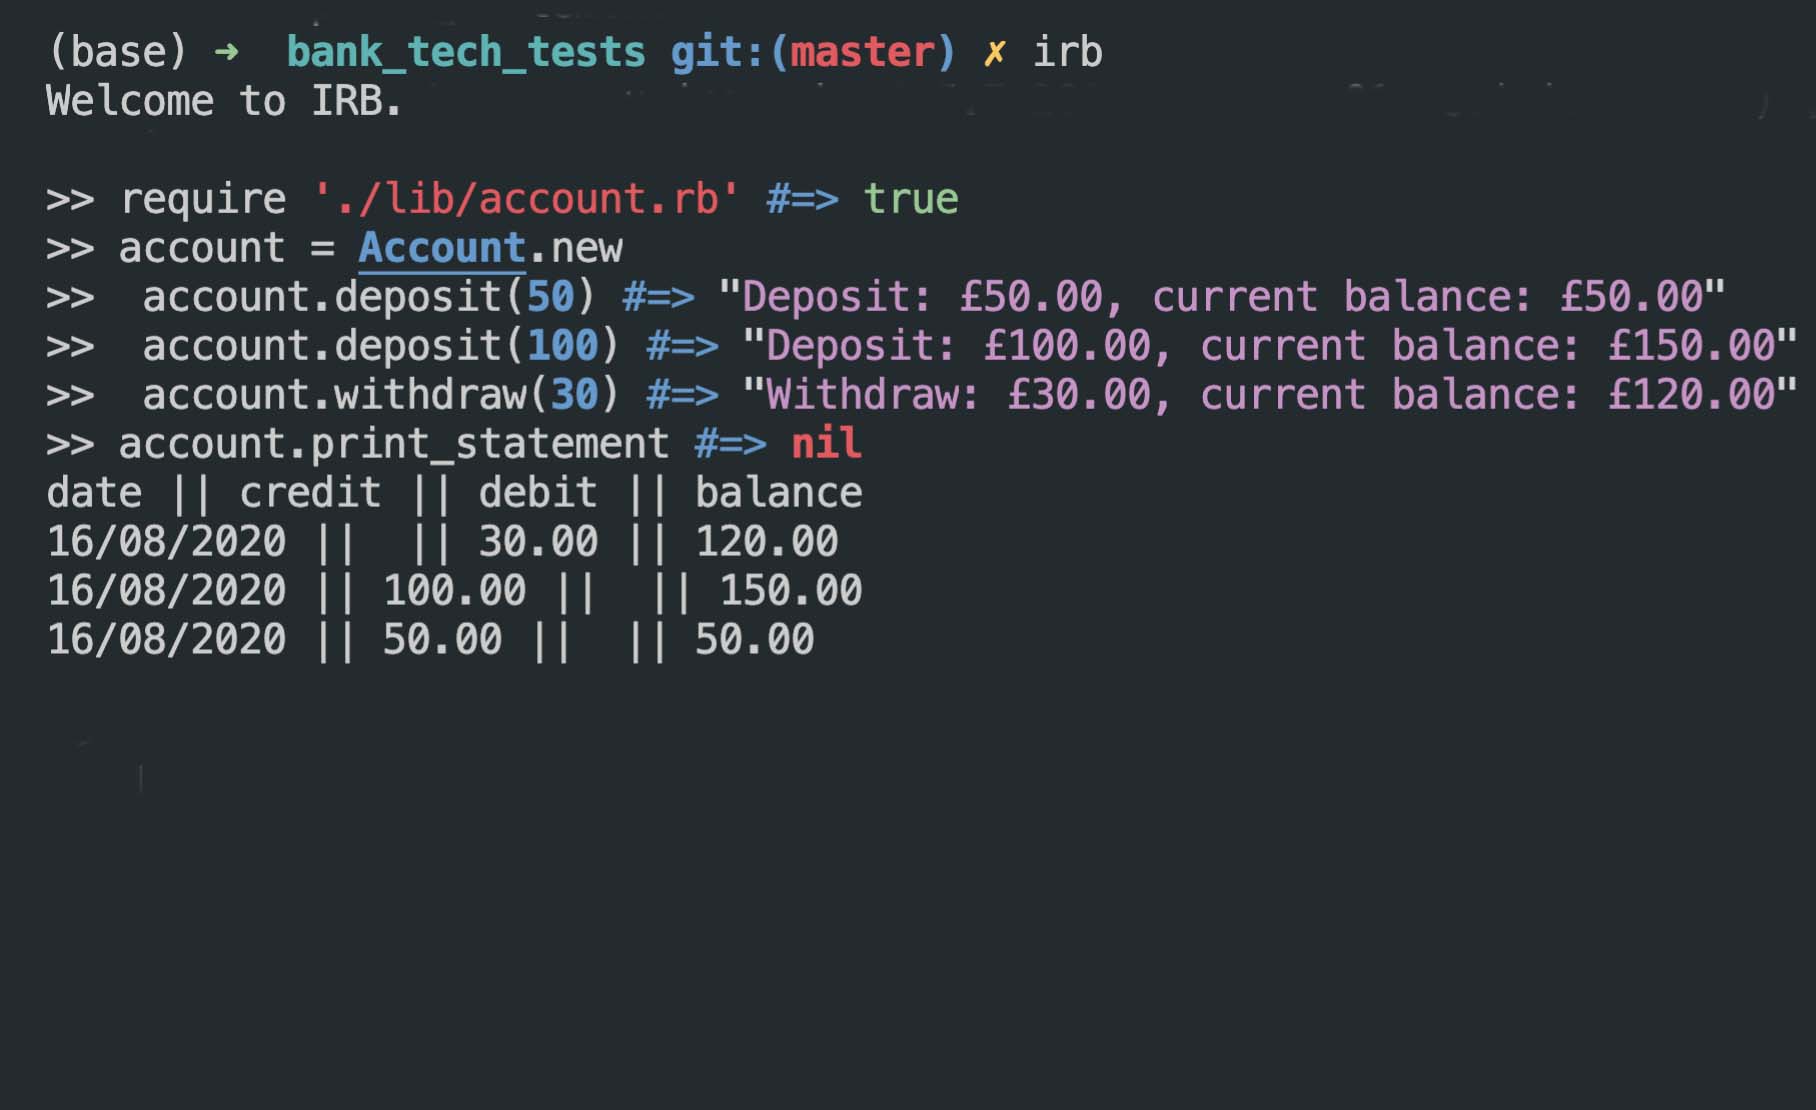 (base) ➜  bank_tech_tests git:(master) ✗ irb
Welcome to IRB.
>> require './lib/account.rb' #=> true
>> account = Account.new
>>  account.deposit(50) #=> "Deposit: £50.00, current balance: £50.00"
>>  account.deposit(100) #=> "Deposit: £100.00, current balance: £150.00"
>>  account.withdraw(30) #=> "Withdraw: £30.00, current balance: £120.00"
>> account.print_statement #=> nil
date || credit || debit || balance
16/08/2020 ||  || 30.00 || 120.00
16/08/2020 || 100.00 ||  || 150.00
16/08/2020 || 50.00 ||  || 50.00